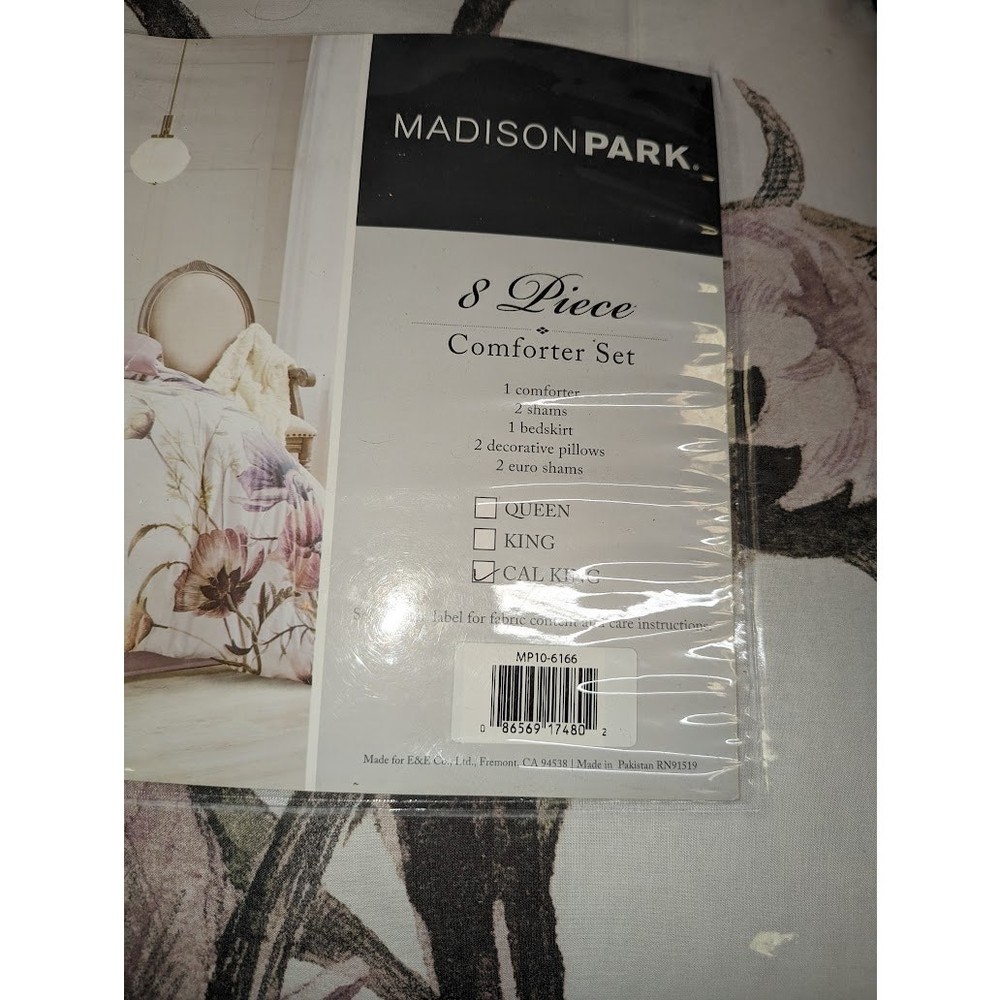 MADISONPARK®
8 Piece
Comforter Set
1 comforter
2 shams
1 bedskirt
2 decorative pillows
2 euro shams
QUEEN
KING
CAL KING
label for fabric content and care instructions.
MP10-6166
0 86569 17480 2
Made for E&E Co., Ltd., Fremont, CA 94538 | Made in Pakistan RN91519